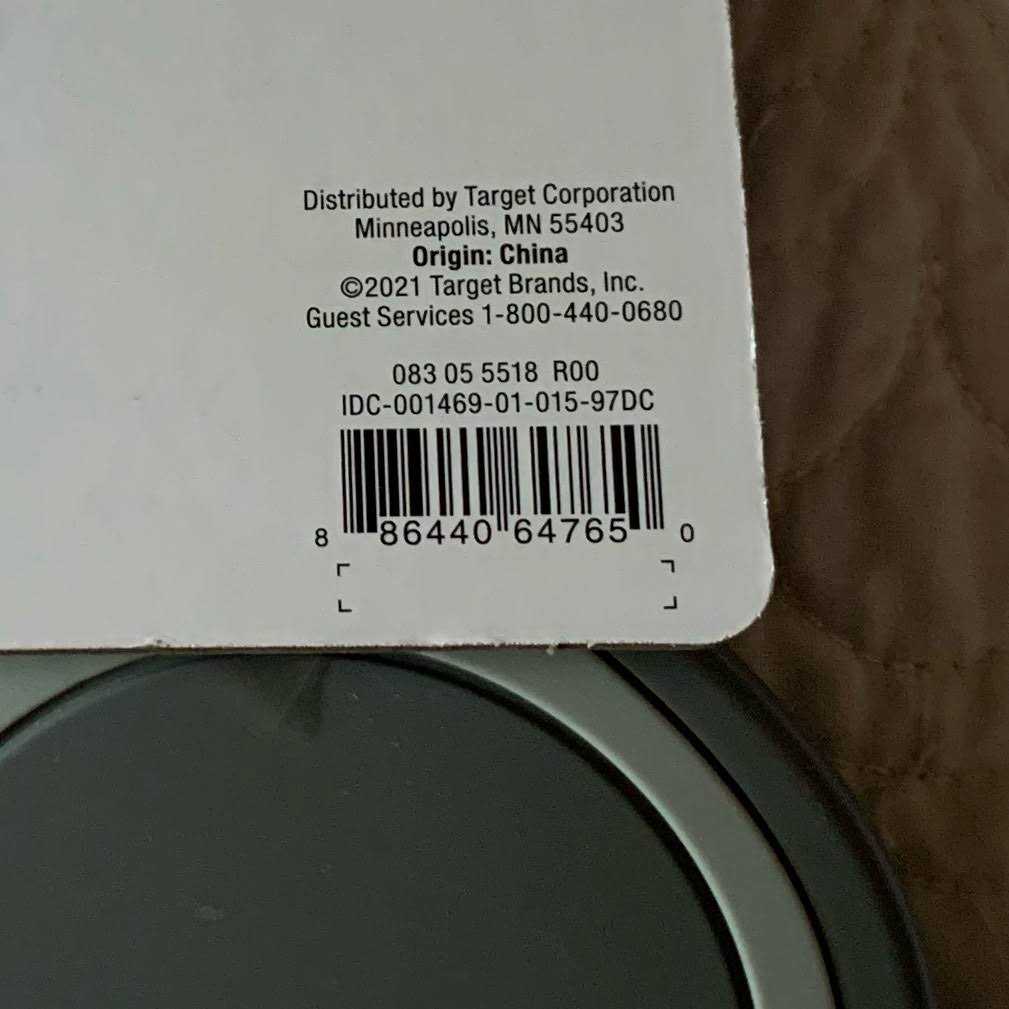 Distributed by Target Corporation
Minneapolis, MN 55403
Origin: China
©2021 Target Brands, Inc.
Guest Services 1-800-440-0680
083 05 5518 R00
IDC-001469-01-015-97DC
8 86440 64765 0